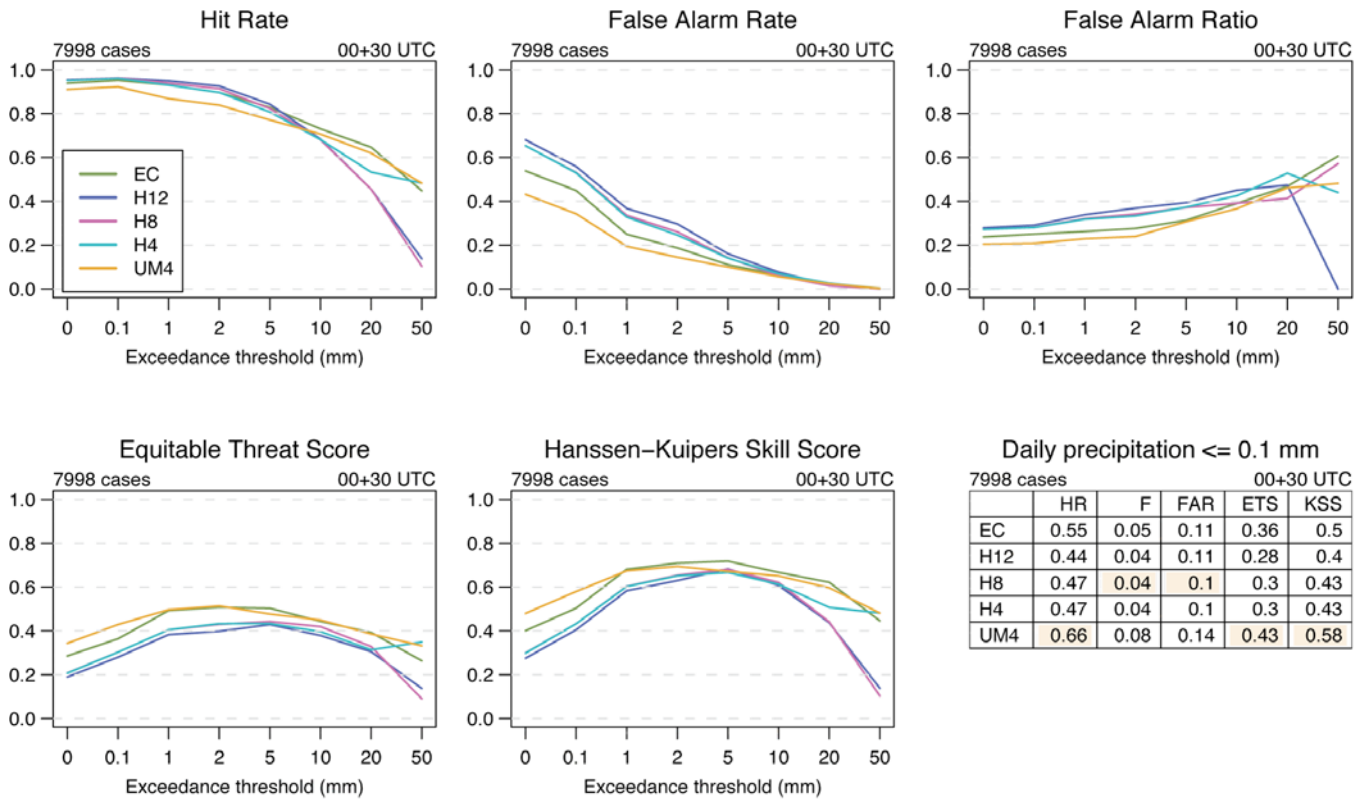 Hit Rate
7998 cases 00+30 UTC
1.0
0.8
0.6
0.4
0.2
0.0
EC
H12
H8
H4
UM4
0 0.1 1 2 5 10 20 50
Exceedance threshold (mm)
False Alarm Rate
7998 cases 00+30 UTC
1.0
0.8
0.6
0.4
0.2
0.0
0 0.1 1 2 5 10 20 50
Exceedance threshold (mm)
False Alarm Ratio
7998 cases 00+30 UTC
1.0
0.8
0.6
0.4
0.2
0.0
0 0.1 1 2 5 10 20 50
Exceedance threshold (mm)
Equitable Threat Score
7998 cases 00+30 UTC
1.0
0.8
0.6
0.4
0.2
0.0
0 0.1 1 2 5 10 20 50
Exceedance threshold (mm)
Hanssen−Kuipers Skill Score
7998 cases 00+30 UTC
1.0
0.8
0.6
0.4
0.2
0.0
0 0.1 1 2 5 10 20 50
Exceedance threshold (mm)
Daily precipitation <= 0.1 mm
7998 cases 00+30 UTC
HR F FAR ETS KSS
EC 0.55 0.05 0.11 0.36 0.5
H12 0.44 0.04 0.11 0.28 0.4
H8 0.47 0.04 0.1 0.3 0.43
H4 0.47 0.04 0.1 0.3 0.43
UM4 0.66 0.08 0.14 0.43 0.58